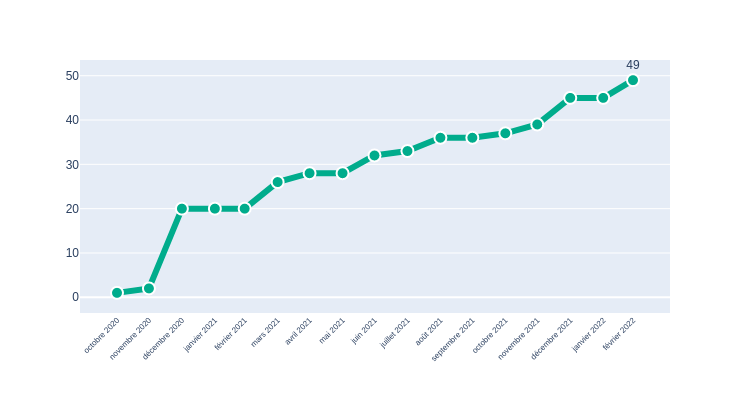 49
50
40
30
20
10
0
octobre 2020
novembre 2020
décembre 2020
janvier 2021
février 2021
mars 2021
avril 2021
mai 2021
juin 2021
juillet 2021
août 2021
septembre 2021
octobre 2021
novembre 2021
décembre 2021
janvier 2022
février 2022